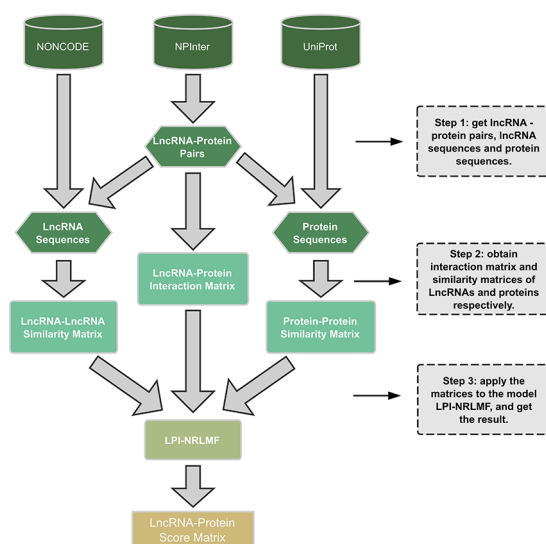 NONCODE
NPInter
UniProt
LncRNA-Protein
Pairs
Step 1: get lncRNA -
protein pairs, lncRNA
sequences and protein
sequences.
LncRNA
Sequences
Protein
Sequences
LncRNA-Protein
Interaction Matrix
Step 2: obtain
interaction matrix and
similarity matrices of
LncRNAs and proteins
respectively.
LncRNA-LncRNA
Similarity Matrix
Protein-Protein
Similarity Matrix
Step 3: apply the
matrices to the model
LPI-NRLMF, and get
the result.
LPI-NRLMF
LncRNA-Protein
Score Matrix